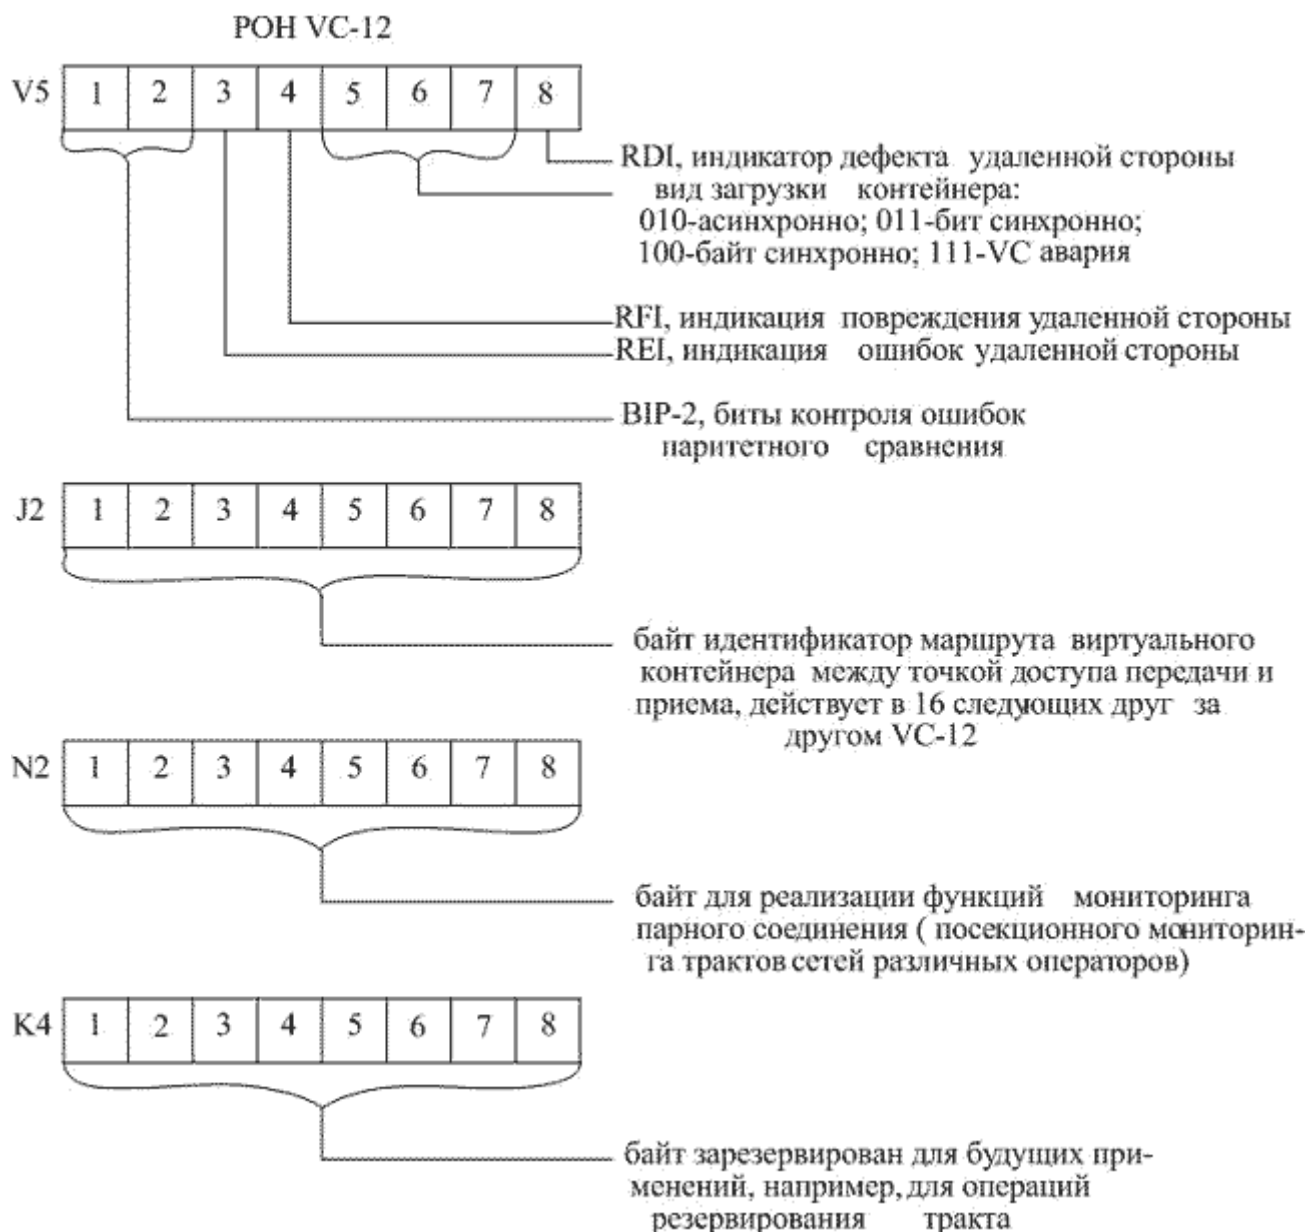 РОН VC-12
V5 1 2 3 4 5 6 7 8
RDI, индикатор дефекта удаленной стороны
вид загрузки контейнера:
010-асинхронно; 011-бит синхронно;
100-байт синхронно; 111-VC авария
RFI, индикация повреждения удаленной стороны
REI, индикация ошибок удаленной стороны
BIP-2, биты контроля ошибок
паритетного сравнения
J2 1 2 3 4 5 6 7 8
байт идентификатор маршрута виртуального
контейнера между точкой доступа передачи и
приема, действует в 16 следующих друг за
другом VC-12
N2 1 2 3 4 5 6 7 8
байт для реализации функций мониторинга
парного соединения ( посекционного мониторин-
га трактов сетей различных операторов)
K4 1 2 3 4 5 6 7 8
байт зарезервирован для будущих при-
менений, например, для операций
резервирования тракта